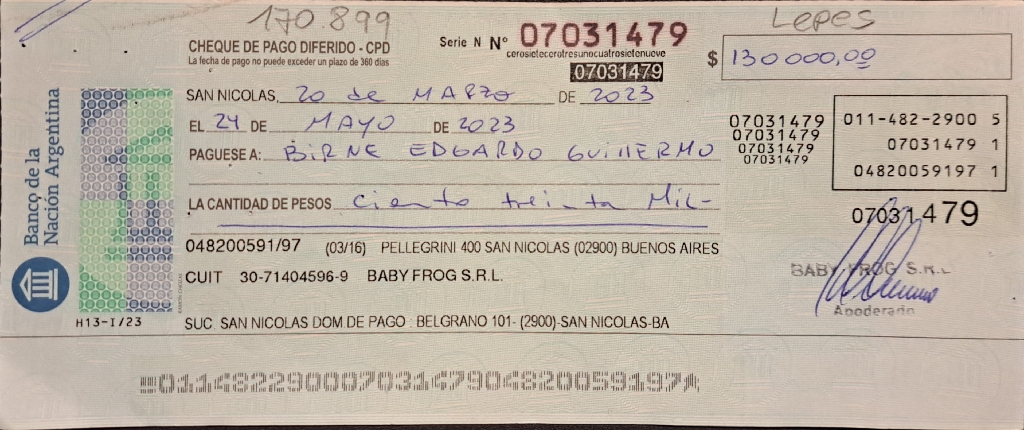 170.899
Lepes
CHEQUE DE PAGO DIFERIDO - CPD
La fecha de pago no puede exceder un plazo de 360 días
Serie N Nº 07031479
cerosietecerotresunocuatrosietenueve
07031479
$ 130000,00
SAN NICOLAS, 20 de MARZO DE 2023
EL 24 DE MAYO DE 2023
PAGUESE A: BIRNE EDGARDO GUILLERMO
LA CANTIDAD DE PESOS ciento treinta Mil-
07031479
07031479
07031479
07031479
011-482-2900 5
07031479 1
04820059197 1
07031479
Banco de la
Nación Argentina
048200591/97 (03/16) PELLEGRINI 400 SAN NICOLAS (02900) BUENOS AIRES
CUIT 30-71404596-9 BABY FROG S.R.L.
BABY FROG S.R.L
Apoderado
H13-I/23
SUC SAN NICOLAS DOM DE PAGO : BELGRANO 101- (2900)-SAN NICOLAS-BA
01148229000703147904820059197